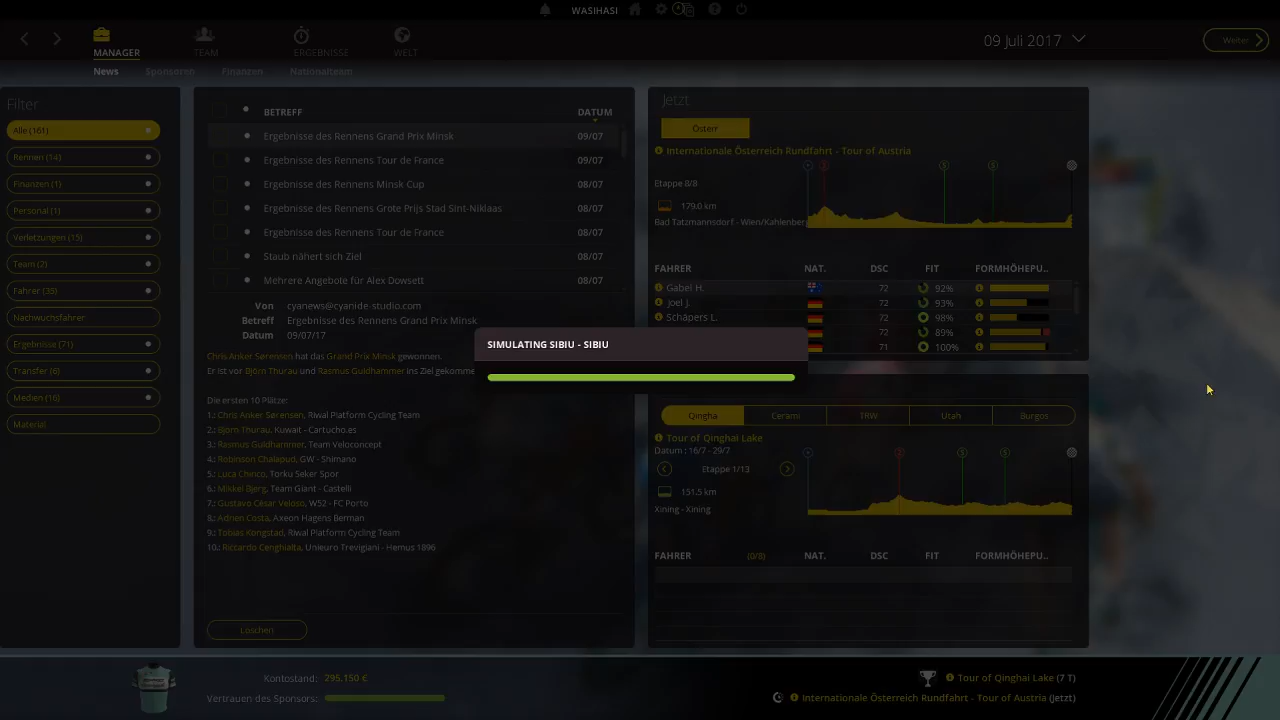 WASIHASI
MANAGER
TEAM
ERGEBNISSE
WELT
09 Juli 2017
Weiter
News
Sponsoren
Finanzen
Nationalteam
Filter
Alle (161)
Rennen (14)
Finanzen (1)
Personal (1)
Verletzungen (15)
Team (2)
Fahrer (33)
Nachwuchsfahrer
Ergebnisse (71)
Transfer (6)
Medien (16)
Material
BETREFF DATUM
Ergebnisse des Rennens Grand Prix Minsk 09/07
Ergebnisse des Rennens Tour de France 09/07
Ergebnisse des Rennens Minsk Cup 08/07
Ergebnisse des Rennens Grote Prijs Stad Sint-Niklaas 08/07
Ergebnisse des Rennens Tour de France 08/07
Staub nähert sich Ziel 08/07
Mehrere Angebote für Alex Dowsett 08/07
Von cyanews@cyanide-studio.com
Betreff Ergebnisse des Rennens Grand Prix Minsk
Datum 09/07/17
Chris Anker Sørensen hat das Grand Prix Minsk gewonnen.
Er ist vor Björn Thurau und Rasmus Guldhammer ins Ziel gekomme
Die ersten 10 Plätze:
1.: Chris Anker Sørensen, Riwal Platform Cycling Team
2.: Björn Thurau, Kuwait - Cartucho.es
3.: Rasmus Guldhammer, Team Veloconcept
4.: Robinson Chalapud, GW - Shimano
5.: Luca Chirico, Torku Seker Spor
6.: Mikkel Bjerg, Team Giant - Castelli
7.: Gustavo César Veloso, W52 - FC Porto
8.: Adrien Costa, Axeon Hagens Berman
9.: Tobias Kongstad, Riwal Platform Cycling Team
10.: Riccardo Cenghialta, Unieuro Trevigiani - Hemus 1896
Löschen
SIMULATING SIBIU - SIBIU
Jetzt
Österr
Internationale Österreich Rundfahrt - Tour of Austria
Etappe 8/8
179.0 km
Bad Tatzmannsdorf - Wien/Kahlenber
FAHRER NAT. DSC FIT FORMHÖHEPU..
Gabel H. 72 92%
Joel J. 72 93%
Schäpers L. 72 98%
72 89%
71 100%
Qingha
Cerami
TRW
Utah
Burgos
Tour of Qinghai Lake
Datum : 16/7 - 29/7
Etappe 1/13
151.5 km
Xining - Xining
FAHRER (0/8) NAT. DSC FIT FORMHÖHEPU..
Kontostand: 295.150 €
Vertrauen des Sponsors:
Tour of Qinghai Lake (7 T)
Internationale Österreich Rundfahrt - Tour of Austria (Jetzt)